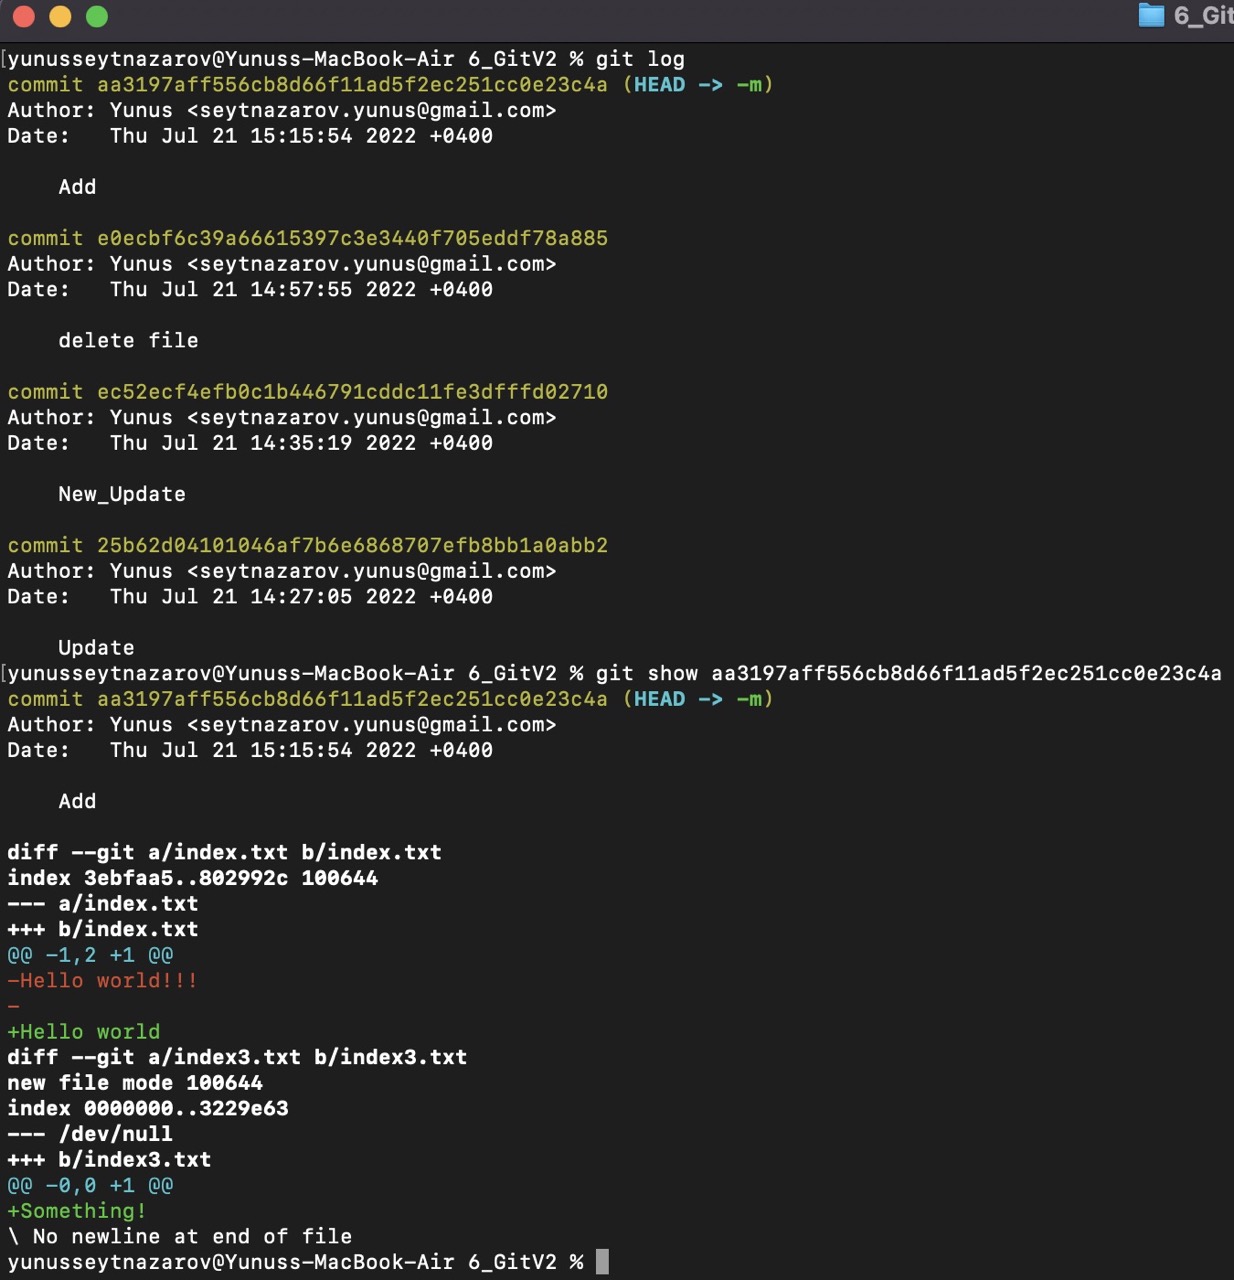 6_Git
[yunusseytnazarov@Yunuss-MacBook-Air 6_GitV2 % git log
commit aa3197aff556cb8d66f11ad5f2ec251cc0e23c4a (HEAD -> -m)
Author: Yunus <seytnazarov.yunus@gmail.com>
Date:   Thu Jul 21 15:15:54 2022 +0400
    Add
commit e0ecbf6c39a66615397c3e3440f705eddf78a885
Author: Yunus <seytnazarov.yunus@gmail.com>
Date:   Thu Jul 21 14:57:55 2022 +0400
    delete file
commit ec52ecf4efb0c1b446791cddc11fe3dfffd02710
Author: Yunus <seytnazarov.yunus@gmail.com>
Date:   Thu Jul 21 14:35:19 2022 +0400
    New_Update
commit 25b62d04101046af7b6e6868707efb8bb1a0abb2
Author: Yunus <seytnazarov.yunus@gmail.com>
Date:   Thu Jul 21 14:27:05 2022 +0400
    Update
[yunusseytnazarov@Yunuss-MacBook-Air 6_GitV2 % git show aa3197aff556cb8d66f11ad5f2ec251cc0e23c4a
commit aa3197aff556cb8d66f11ad5f2ec251cc0e23c4a (HEAD -> -m)
Author: Yunus <seytnazarov.yunus@gmail.com>
Date:   Thu Jul 21 15:15:54 2022 +0400
    Add
diff --git a/index.txt b/index.txt
index 3ebfaa5..802992c 100644
--- a/index.txt
+++ b/index.txt
@@ -1,2 +1 @@
-Hello world!!!
-
+Hello world
diff --git a/index3.txt b/index3.txt
new file mode 100644
index 0000000..3229e63
--- /dev/null
+++ b/index3.txt
@@ -0,0 +1 @@
+Something!
\ No newline at end of file
yunusseytnazarov@Yunuss-MacBook-Air 6_GitV2 %